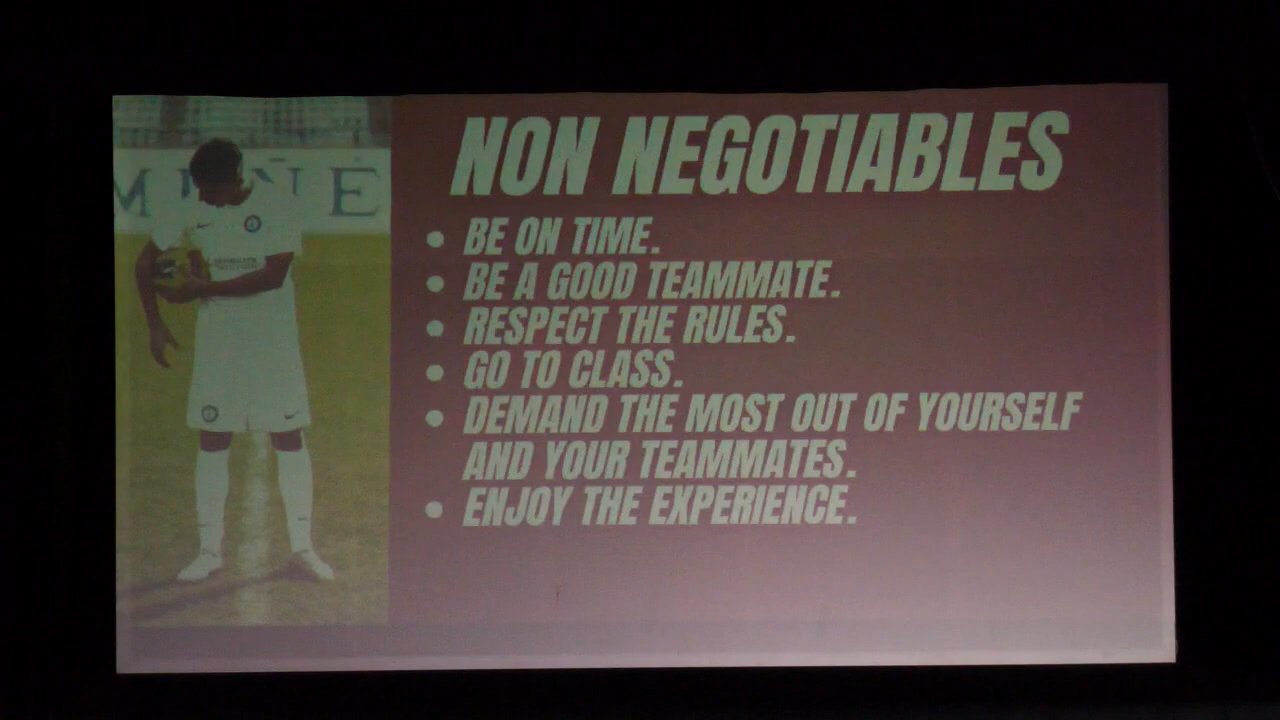 NON NEGOTIABLES
• BE ON TIME.
• BE A GOOD TEAMMATE.
• RESPECT THE RULES.
• GO TO CLASS.
• DEMAND THE MOST OUT OF YOURSELF
AND YOUR TEAMMATES.
• ENJOY THE EXPERIENCE.